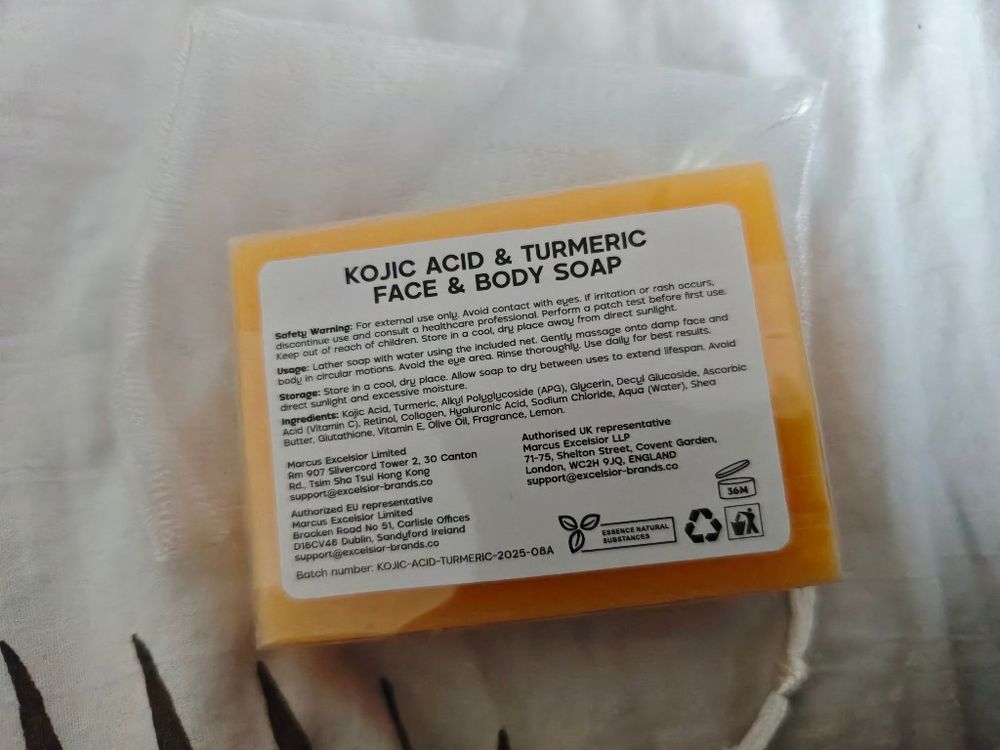 KOJIC ACID & TURMERIC
FACE & BODY SOAP
Safety Warning: For external use only. Avoid contact with eyes. If irritation or rash occurs,
discontinue use and consult a healthcare professional. Perform a patch test before first use.
Keep out of reach of children. Store in a cool, dry place away from direct sunlight.
Usage: Lather soap with water using the included net. Gently massage onto damp face and
body in circular motions. Avoid the eye area. Rinse thoroughly. Use daily for best results.
Storage: Store in a cool, dry place. Allow soap to dry between uses to extend lifespan. Avoid
direct sunlight and excessive moisture.
Ingredients: Kojic Acid, Turmeric, Alkyl Polyglycoside (APG), Glycerin, Decyl Glucoside, Ascorbic
Acid (Vitamin C), Retinol, Collagen, Hyaluronic Acid, Sodium Chloride, Aqua (Water), Shea
Butter, Glutathione, Vitamin E, Olive Oil, Fragrance, Lemon.
Marcus Excelsior Limited
Rm 907 Silvercord Tower 2, 30 Canton
Rd., Tsim Sha Tsui Hong Kong
support@excelsior-brands.co
Authorized EU representative
Marcus Excelsior Limited
Bracken Road No 51, Carlisle Offices
D18CV48 Dublin, Sandyford Ireland
support@excelsior-brands.co
Batch number: KOJIC-ACID-TURMERIC-2025-08A
Authorised UK representative
Marcus Excelsior LLP
71-75, Shelton Street, Covent Garden,
London, WC2H 9JQ, ENGLAND
support@excelsior-brands.co
36M
ESSENCE NATURAL
SUBSTANCES